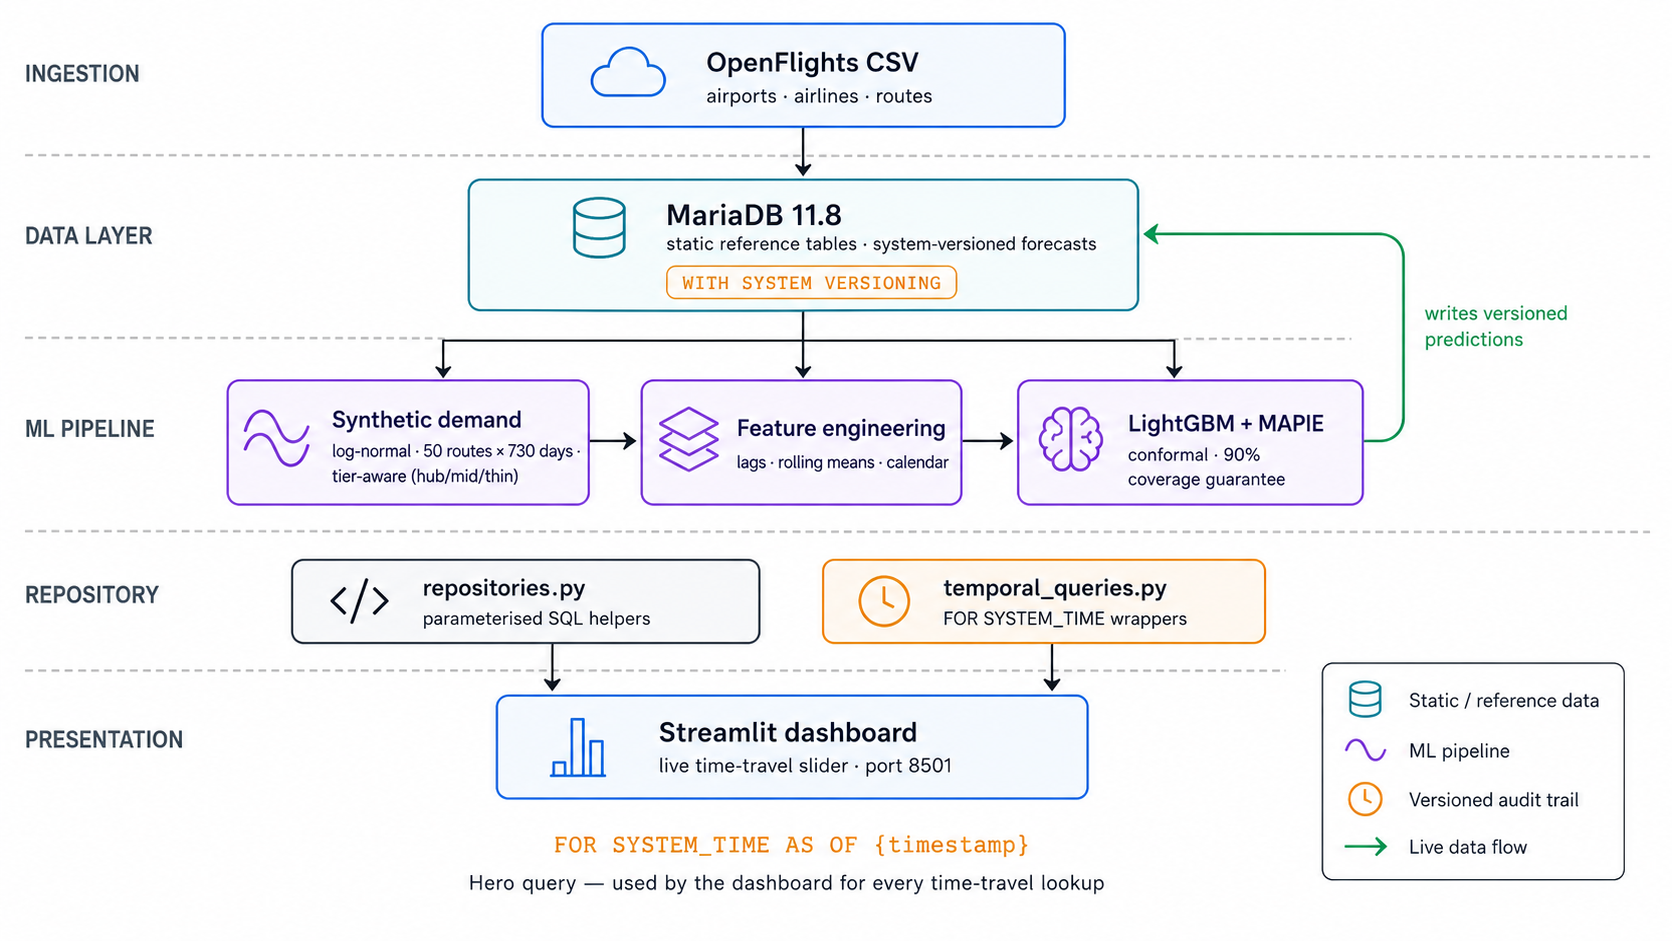 INGESTION
OpenFlights CSV
airports · airlines · routes
DATA LAYER
MariaDB 11.8
static reference tables · system-versioned forecasts
WITH SYSTEM VERSIONING
writes versioned
predictions
ML PIPELINE
Synthetic demand
log-normal · 50 routes × 730 days ·
tier-aware (hub/mid/thin)
Feature engineering
lags · rolling means · calendar
LightGBM + MAPIE
conformal · 90%
coverage guarantee
REPOSITORY
</> repositories.py
parameterised SQL helpers
temporal_queries.py
FOR SYSTEM_TIME wrappers
PRESENTATION
Streamlit dashboard
live time-travel slider · port 8501
Static / reference data
ML pipeline
Versioned audit trail
Live data flow
FOR SYSTEM_TIME AS OF {timestamp}
Hero query — used by the dashboard for every time-travel lookup